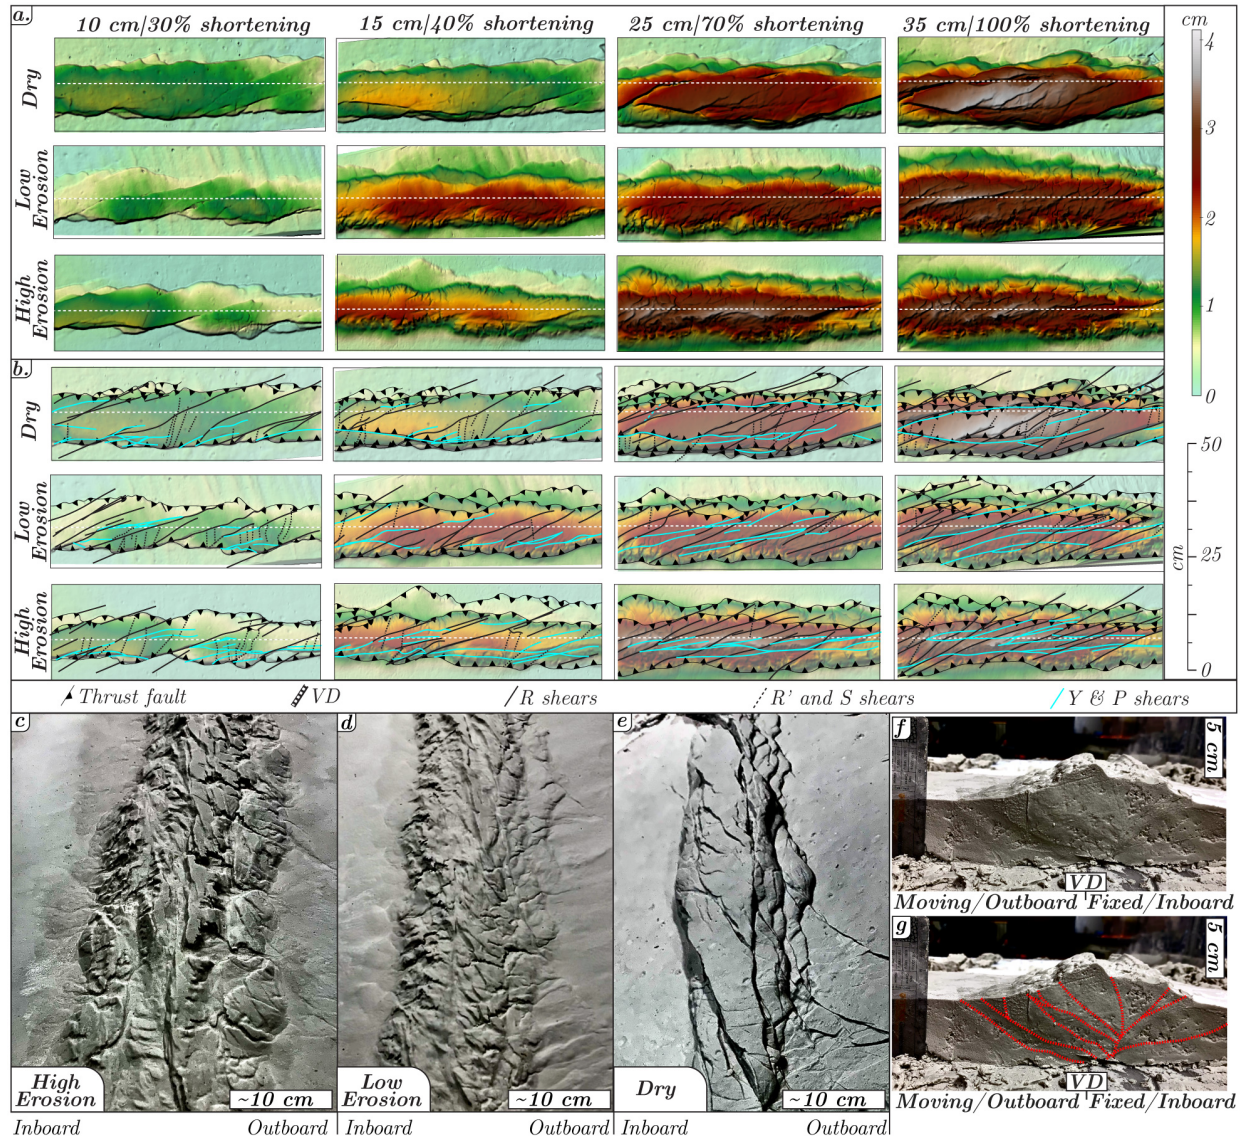 a.
10 cm/30% shortening
15 cm/40% shortening
25 cm/70% shortening
35 cm/100% shortening
cm
4
3
2
1
0
Dry
Low
Erosion
High
Erosion
b.
Dry
Low
Erosion
High
Erosion
50
25
0
cm
Thrust fault
VD
R shears
R' and S shears
Y & P shears
c
High
Erosion
~10 cm
Inboard
Outboard
d
Low
Erosion
~10 cm
e
Dry
~10 cm
Inboard
Outboard
f
5 cm
VD
Moving/Outboard Fixed/Inboard
g
5 cm
VD
Moving/Outboard Fixed/Inboard